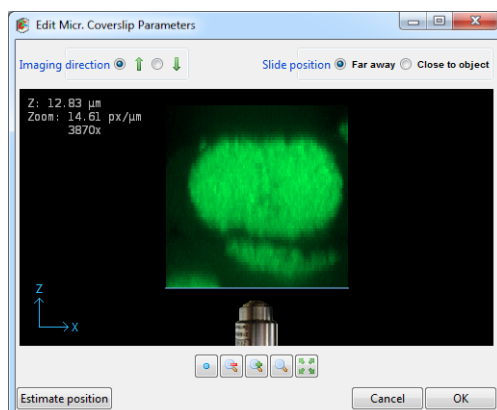 Edit Micr. Coverslip Parameters
Imaging direction Slide position Far away Close to object
Z: 12.83 µm
Zoom: 14.61 px/µm
3870x
Z
X
Estimate position Cancel OK